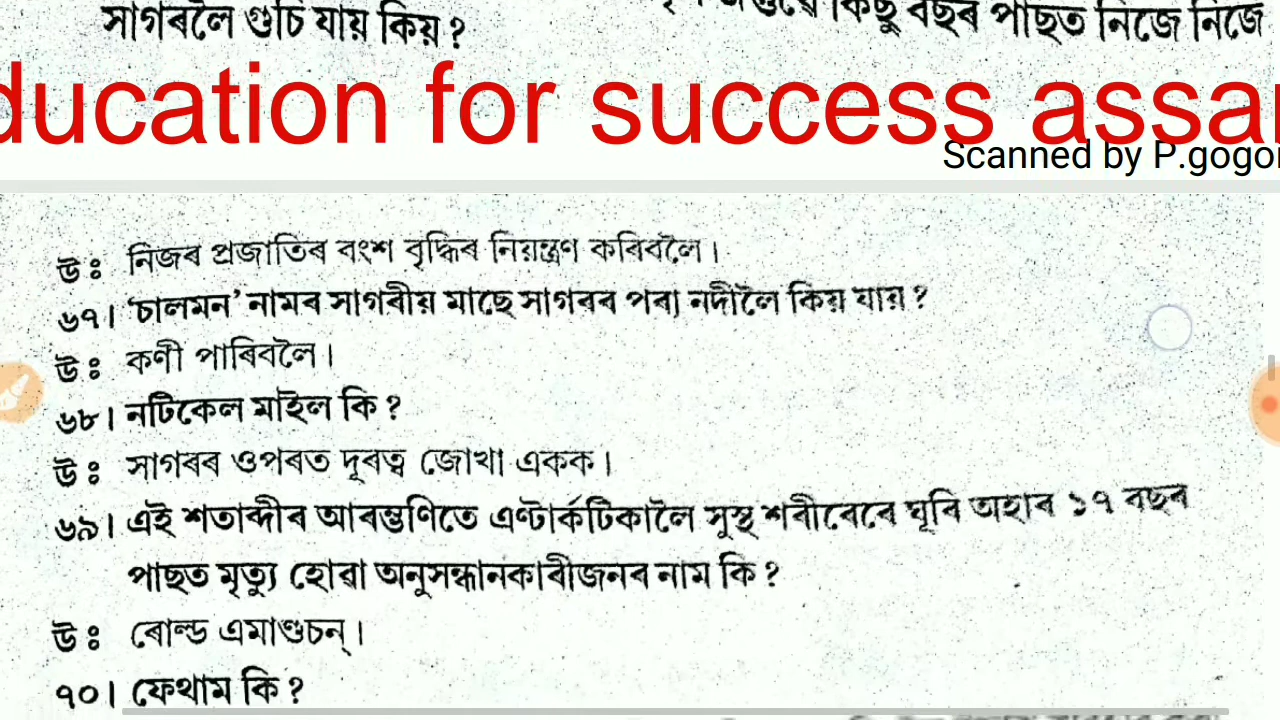 সাগৰলৈ গুচি যায় কিয়?
কিছু বছৰ পাছত নিজে নিজে
ducation for success assa
Scanned by P.gogo
উঃ নিজৰ প্ৰজাতিৰ বংশ বৃদ্ধিৰ নিয়ন্ত্ৰণ কৰিবলৈ।
৬৭। ‘চালমন’ নামৰ সাগৰীয় মাছে সাগৰৰ পৰা নদীলৈ কিয় যায়?
উঃ কণী পাৰিবলৈ।
৬৮। নটিকেল মাইল কি?
উঃ সাগৰৰ ওপৰত দূৰত্ব জোখা একক।
৬৯। এই শতাব্দীৰ আৰম্ভণিতে এণ্টাৰ্কটিকালৈ সুস্থ শৰীৰেৰে ঘূৰি অহাৰ ১৭ বছৰ
পাছত মৃত্যু হোৱা অনুসন্ধানকাৰীজনৰ নাম কি?
উঃ ৰোল্ড এমাণ্ডচন্।
৭০। ফেথাম কি?